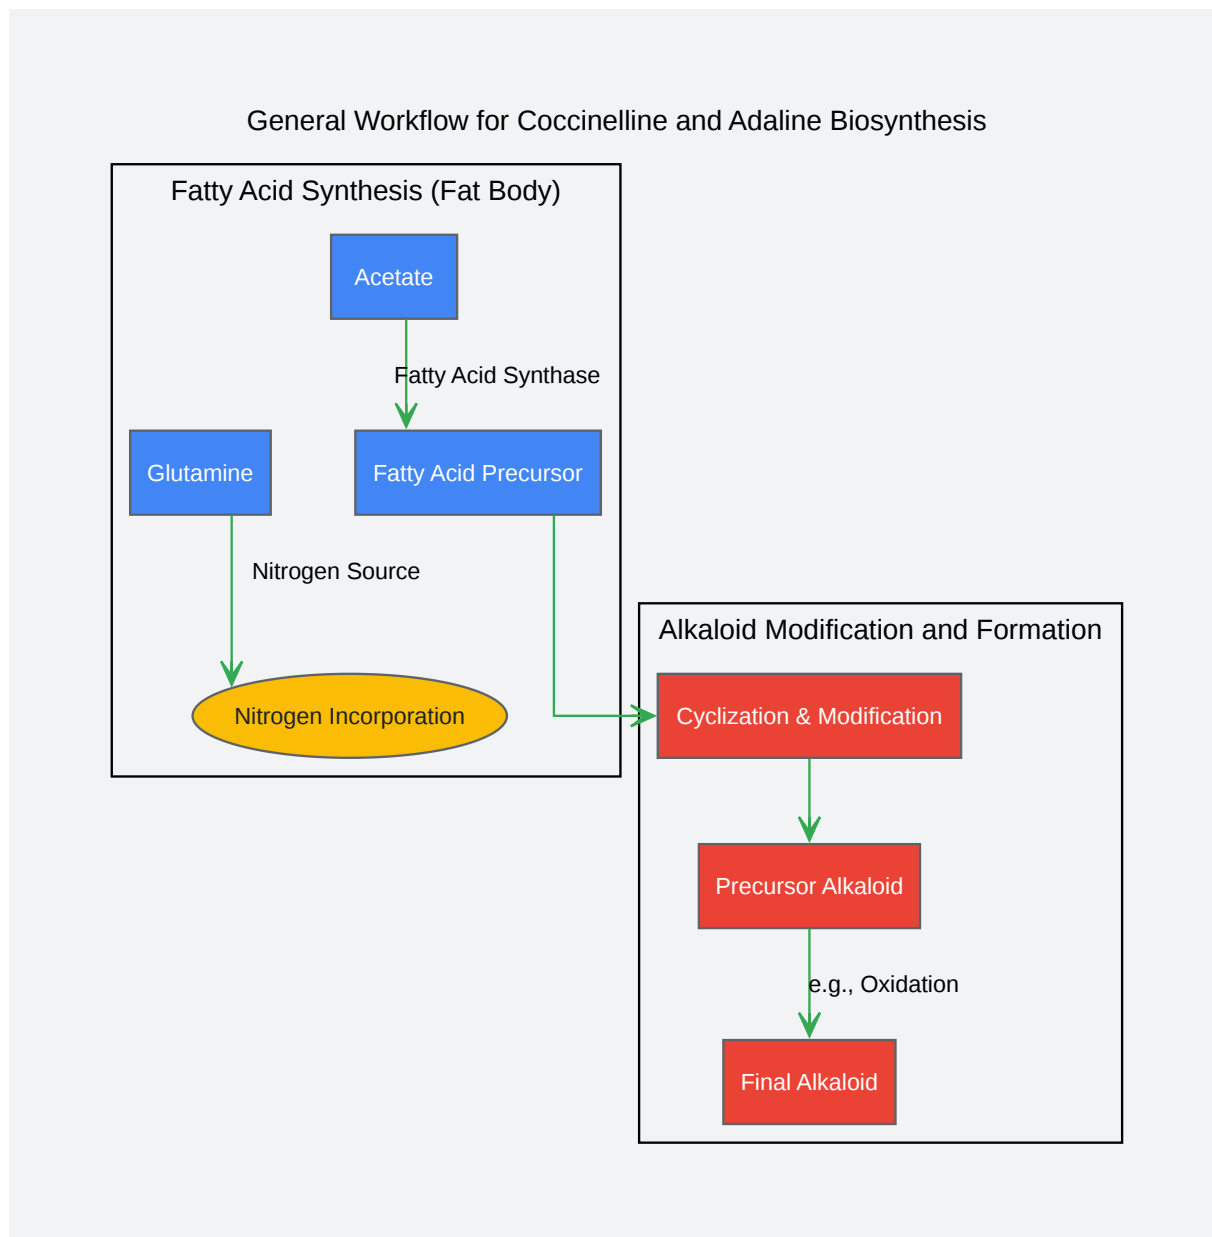 General Workflow for Coccinelline and Adaline Biosynthesis
Fatty Acid Synthesis (Fat Body)
Acetate
Fatty Acid Synthase
Glutamine
Fatty Acid Precursor
Nitrogen Source
Nitrogen Incorporation
Alkaloid Modification and Formation
Cyclization & Modification
Precursor Alkaloid
e.g., Oxidation
Final Alkaloid